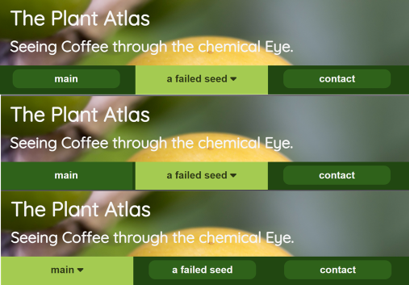 The Plant Atlas
Seeing Coffee through the chemical Eye.
main a failed seed contact
The Plant Atlas
Seeing Coffee through the chemical Eye.
main a failed seed contact
The Plant Atlas
Seeing Coffee through the chemical Eye.
main a failed seed contact